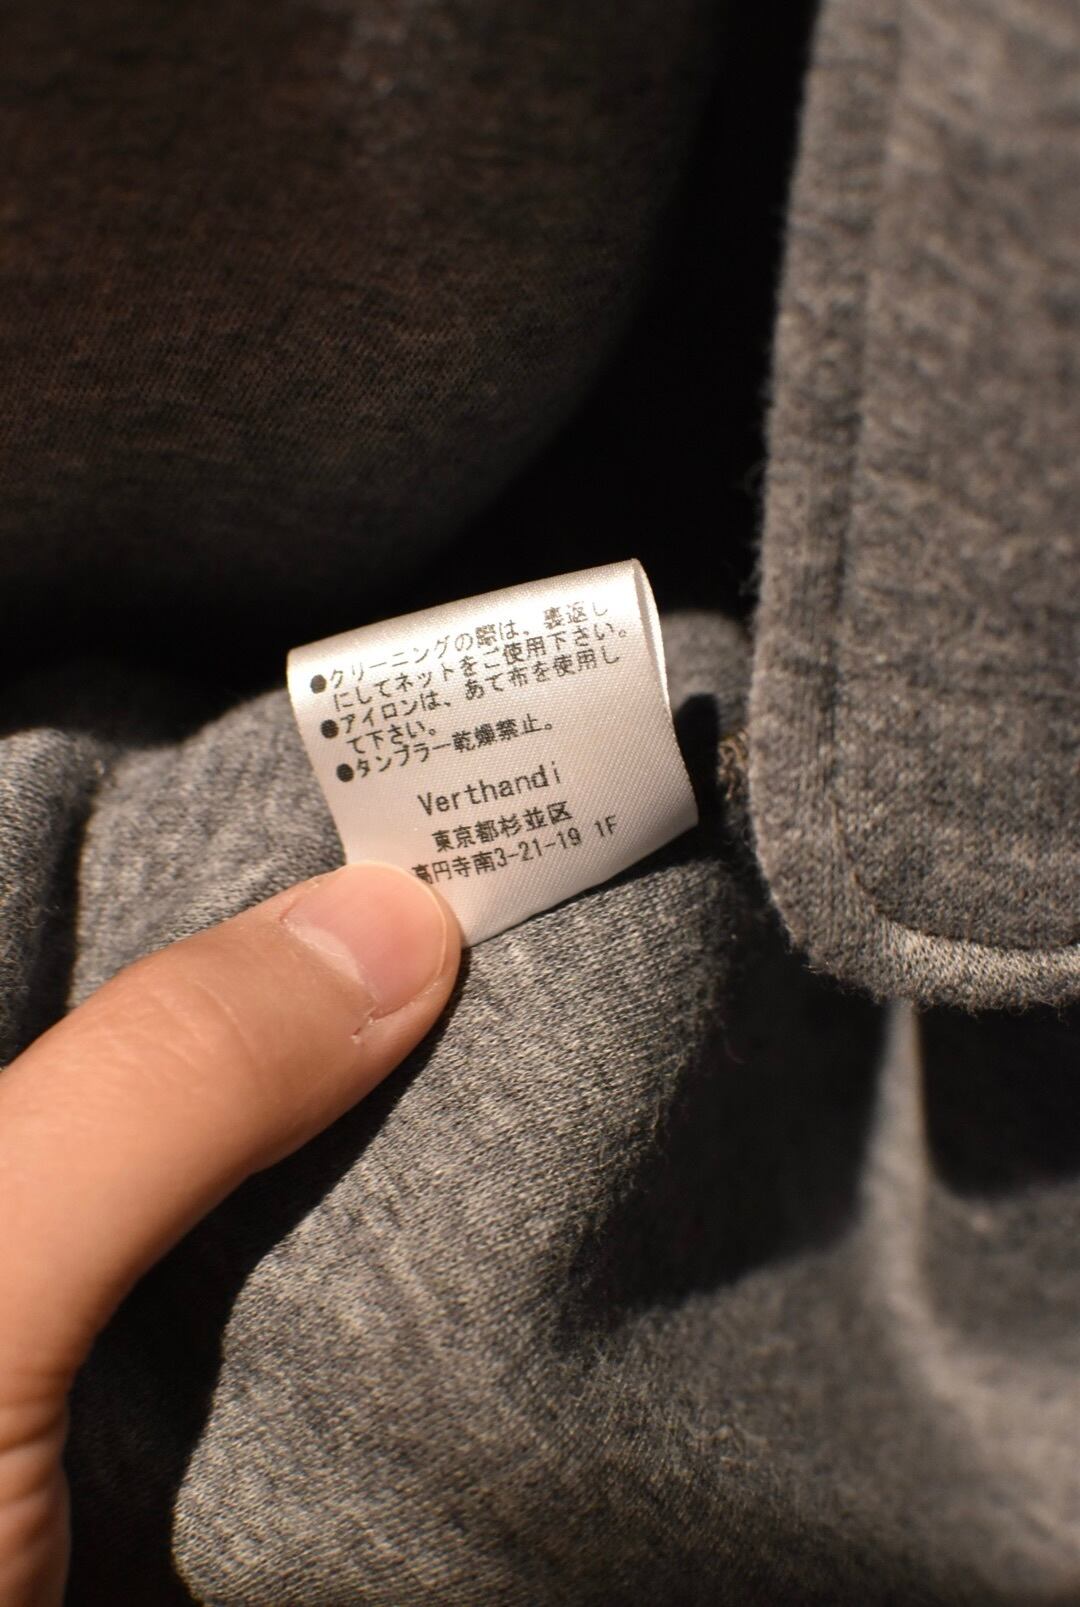 ●クリーニングの際は、裏返し
にしてネットをご使用下さい。
●アイロンは、あて布を使用し
て下さい。
●タンブラー乾燥禁止。
Verthandi
東京都杉並区
高円寺南3-21-19 1F